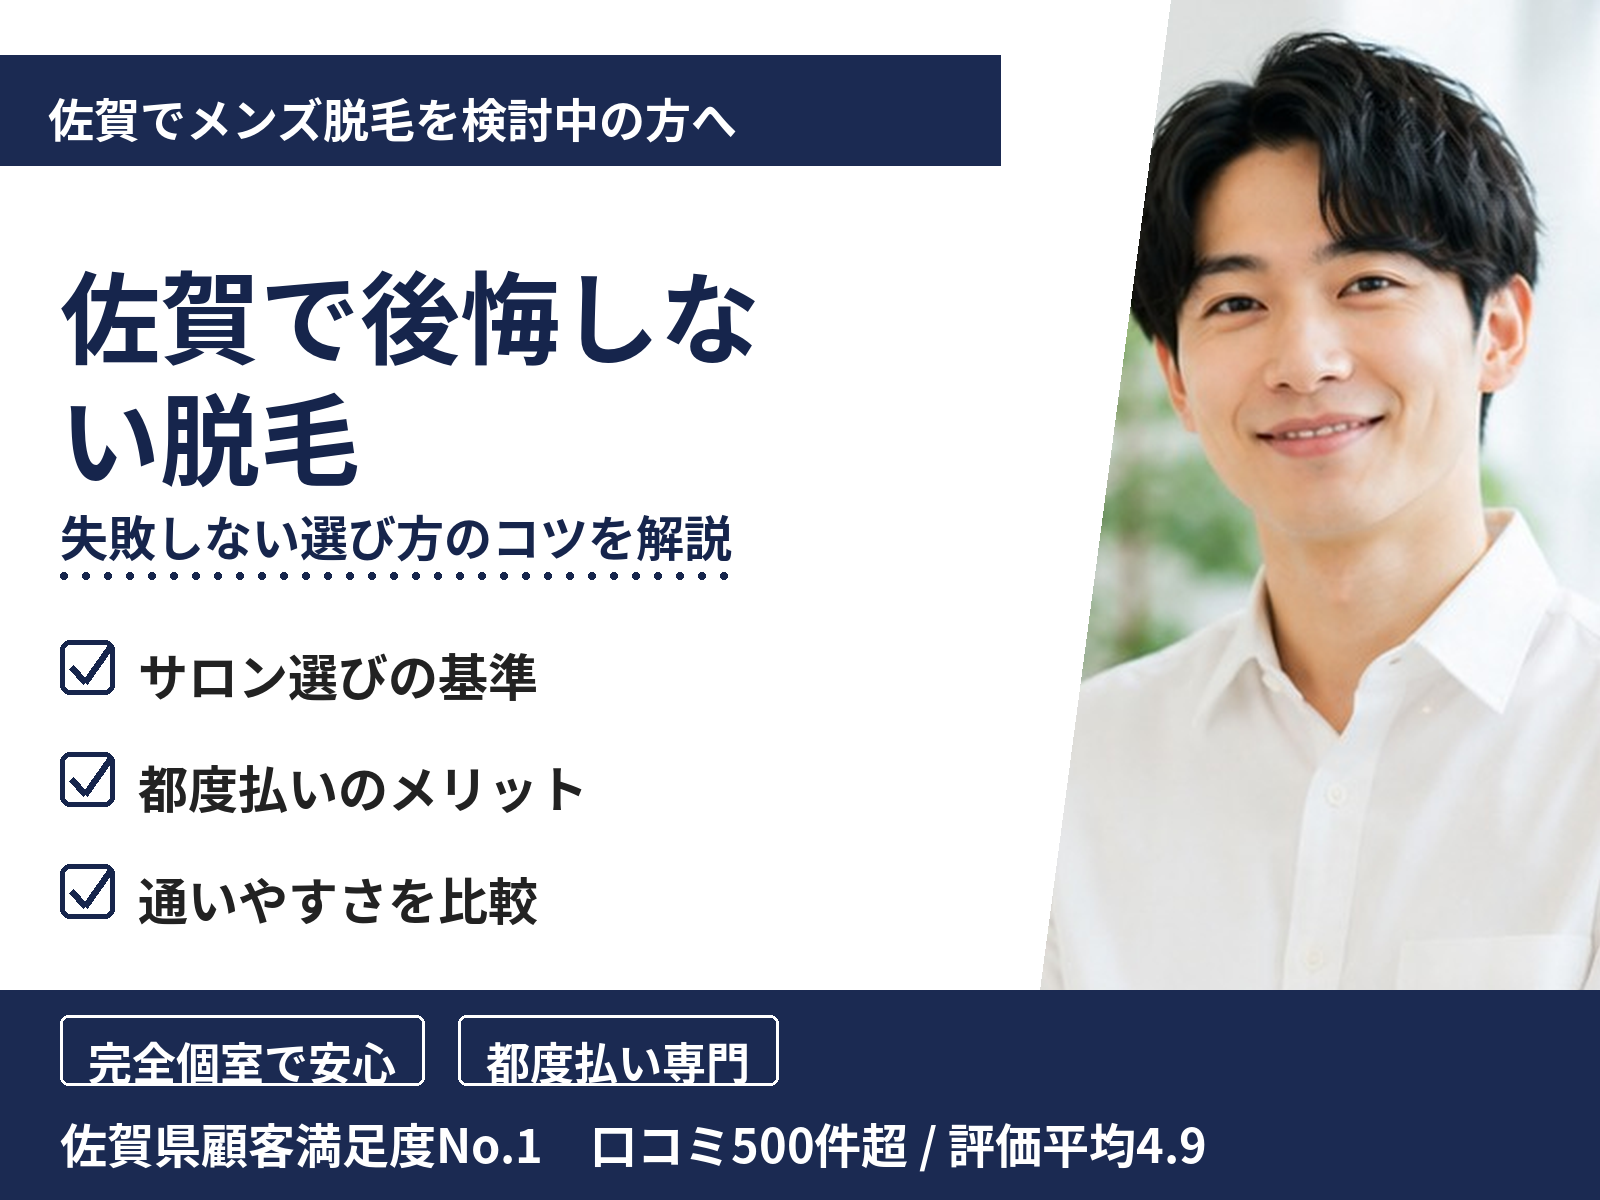 佐賀でメンズ脱毛を検討中の方へ
佐賀で後悔しな
い脱毛
失敗しない選び方のコツを解説
サロン選びの基準
都度払いのメリット
通いやすさを比較
完全個室で安心
都度払い専門
佐賀県顧客満足度No.1　口コミ500件超 / 評価平均4.9